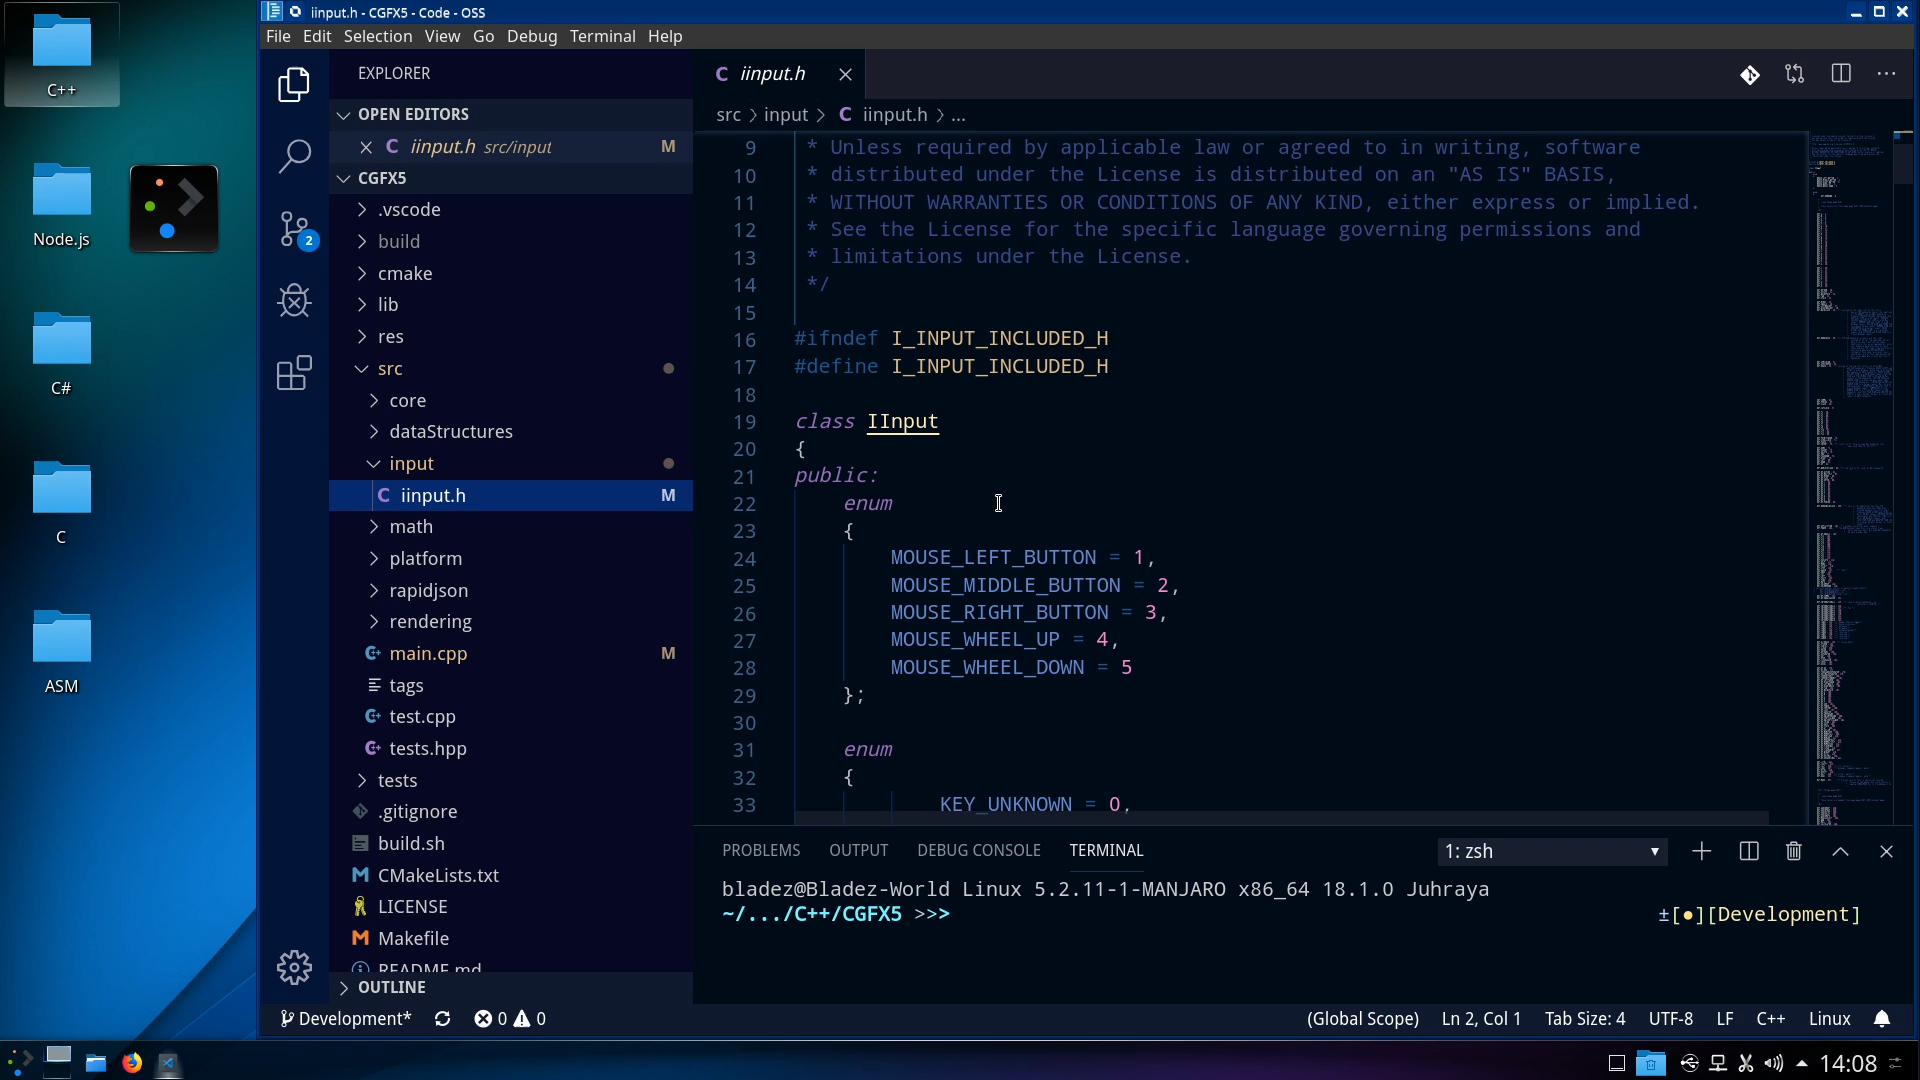 iinput.h - CGFX5 - Code - OSS
File Edit Selection View Go Debug Terminal Help
C++
Node.js
C#
C
ASM
EXPLORER
OPEN EDITORS
C iinput.h src/input M
CGFX5
.vscode
build
cmake
lib
res
src
core
dataStructures
input
C iinput.h M
math
platform
rapidjson
rendering
main.cpp M
tags
test.cpp
tests.hpp
tests
.gitignore
build.sh
CMakeLists.txt
LICENSE
Makefile
README.md
OUTLINE
2
C iinput.h
src > input > C iinput.h > ...
9 * Unless required by applicable law or agreed to in writing, software
10 * distributed under the License is distributed on an "AS IS" BASIS,
11 * WITHOUT WARRANTIES OR CONDITIONS OF ANY KIND, either express or implied.
12 * See the License for the specific language governing permissions and
13 * limitations under the License.
14 */
15
16 #ifndef I_INPUT_INCLUDED_H
17 #define I_INPUT_INCLUDED_H
18
19 class IInput
20 {
21 public:
22 enum
23 {
24 MOUSE_LEFT_BUTTON = 1,
25 MOUSE_MIDDLE_BUTTON = 2,
26 MOUSE_RIGHT_BUTTON = 3,
27 MOUSE_WHEEL_UP = 4,
28 MOUSE_WHEEL_DOWN = 5
29 };
30
31 enum
32 {
33 KEY_UNKNOWN = 0,
PROBLEMS OUTPUT DEBUG CONSOLE TERMINAL 1: zsh
bladez@Bladez-World Linux 5.2.11-1-MANJARO x86_64 18.1.0 Juhraya
~/.../C++/CGFX5 >>> ±[●][Development]
Development* 0 0 (Global Scope) Ln 2, Col 1 Tab Size: 4 UTF-8 LF C++ Linux
14:08